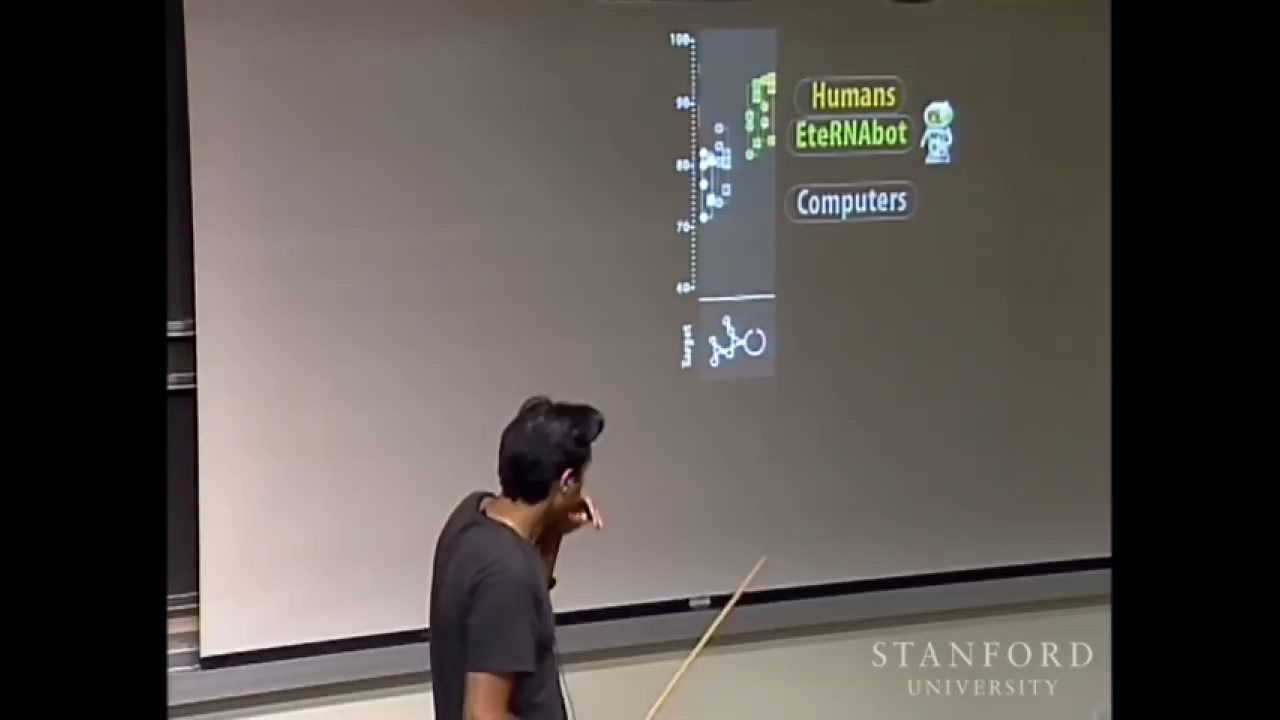 100
90
80
70
60
Target
Humans
EteRNAbot
Computers
STANFORD
UNIVERSITY